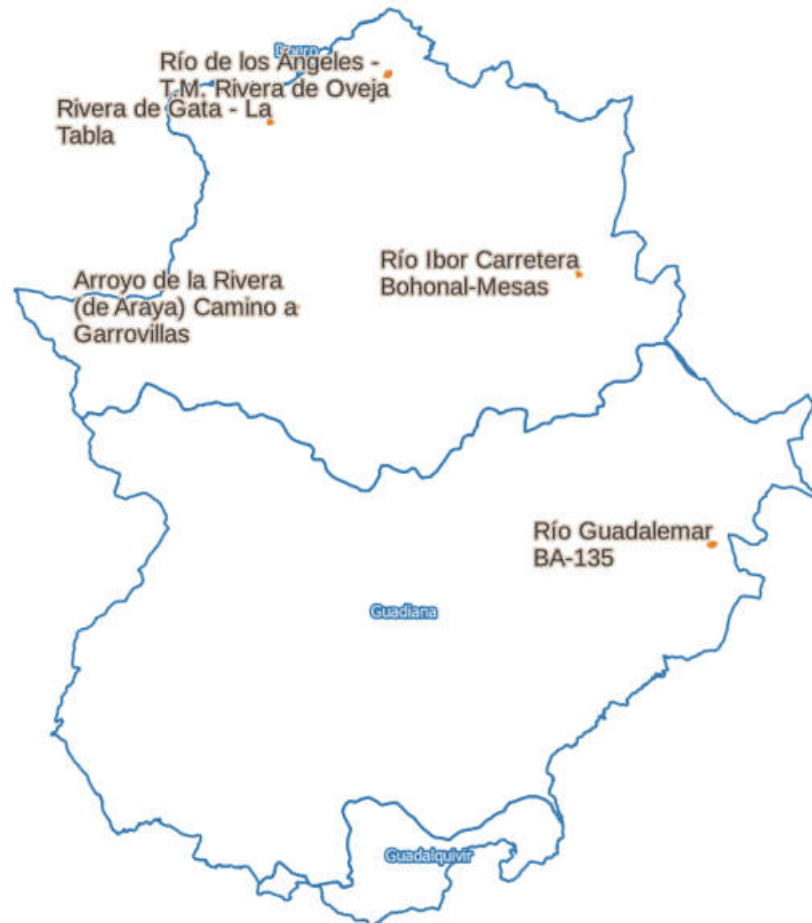 Duero
Río de los Ángeles -
T.M. Rivera de Oveja
Rivera de Gata - La
Tabla
Río Ibor Carretera
Bohonal-Mesas
Arroyo de la Rivera
(de Araya) Camino a
Garrovillas
Río Guadalemar
BA-135
Guadiana
Guadalquivir